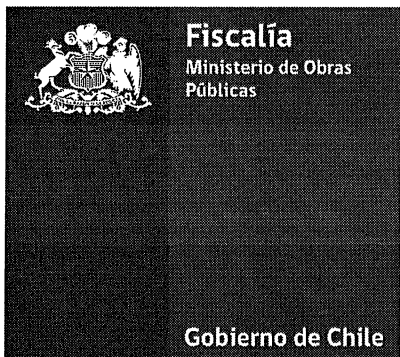 Fiscalía
Ministerio de Obras
Públicas
Gobierno de Chile